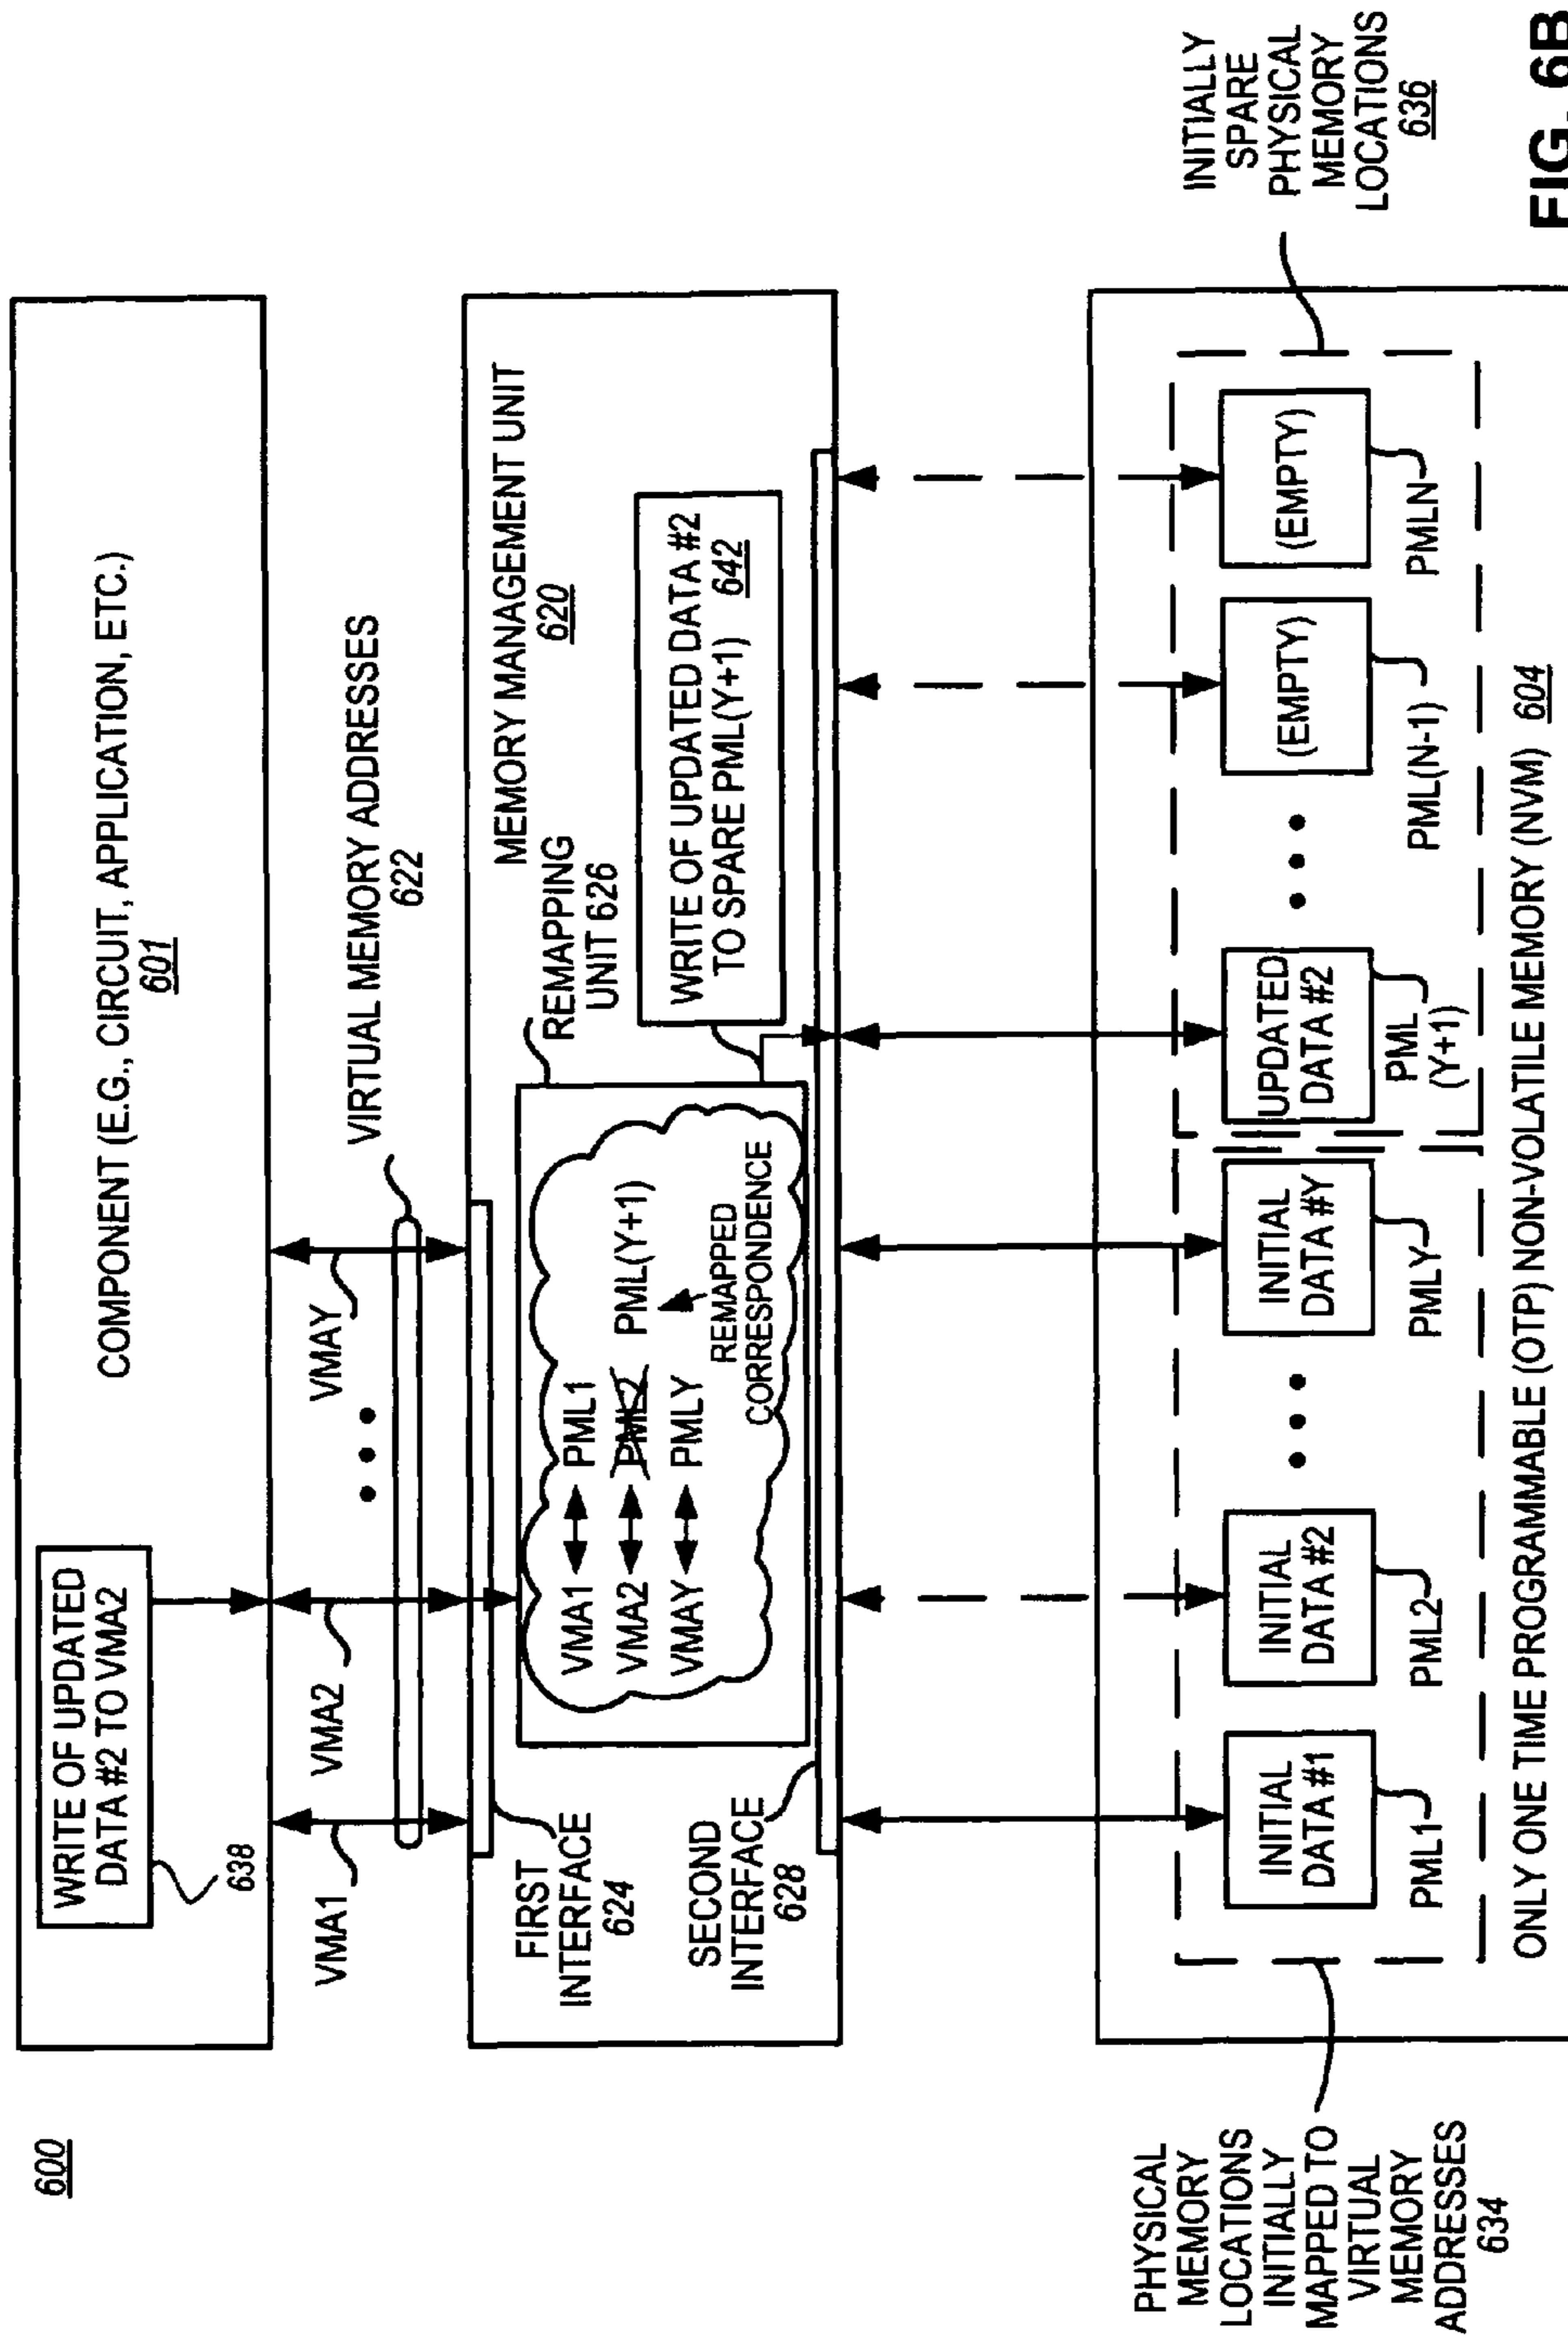 600
COMPONENT (E.G., CIRCUIT, APPLICATION, ETC.)
601
WRITE OF UPDATED
DATA #2 TO VMA2
638
VMA1
VMA2
• • •
VMAY
VIRTUAL MEMORY ADDRESSES
622
MEMORY MANAGEMENT UNIT
620
FIRST
INTERFACE
624
REMAPPING
UNIT 626
VMA1 PML1
VMA2 PML2 PML(Y+1)
VMAY PMLY
REMAPPED
CORRESPONDENCE
WRITE OF UPDATED DATA #2
TO SPARE PML(Y+1) 642
SECOND
INTERFACE
628
PHYSICAL
MEMORY
LOCATIONS
INITIALLY
MAPPED TO
VIRTUAL
MEMORY
ADDRESSES
634
INITIAL
DATA #1
PML1
INITIAL
DATA #2
PML2
• • •
INITIAL
DATA #Y
PMLY
UPDATED
DATA #2
PML
(Y+1)
• • •
(EMPTY)
PML(N-1)
(EMPTY)
PMLN
INITIALLY
SPARE
PHYSICAL
MEMORY
LOCATIONS
636
ONLY ONE TIME PROGRAMMABLE (OTP) NON-VOLATILE MEMORY (NVM) 604
FIG. 6B